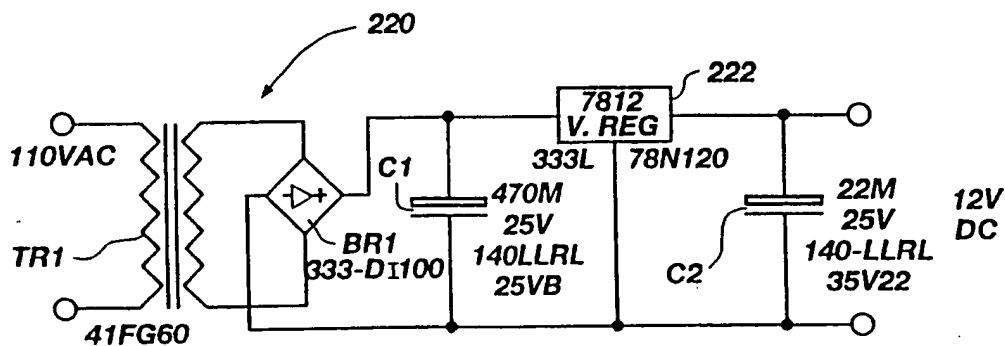 220
222
7812
V. REG
333L
78N120
110VAC
C1
470M
25V
140LLRL
25VB
22M
25V
140-LLRL
35V22
12V
DC
TR1
BR1
333-DI100
C2
41FG60